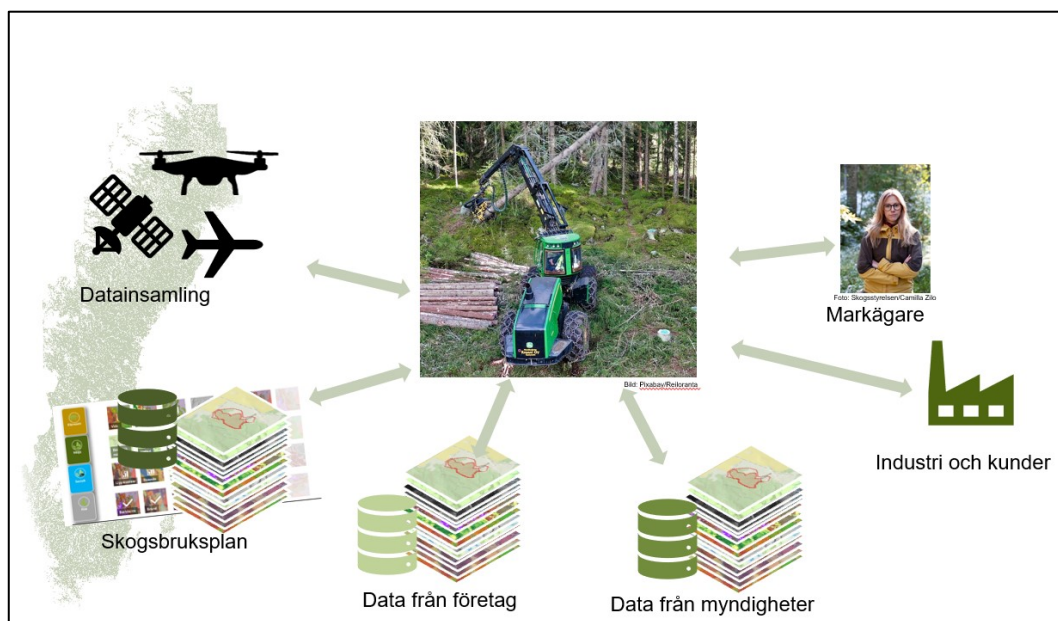 Datainsamling
Foto: Skogsstyrelsen/Camilla Zilo
Markägare
Bild: Pixabay/Reiloranta
Industri och kunder
Skogsbruksplan
Data från företag
Data från myndigheter